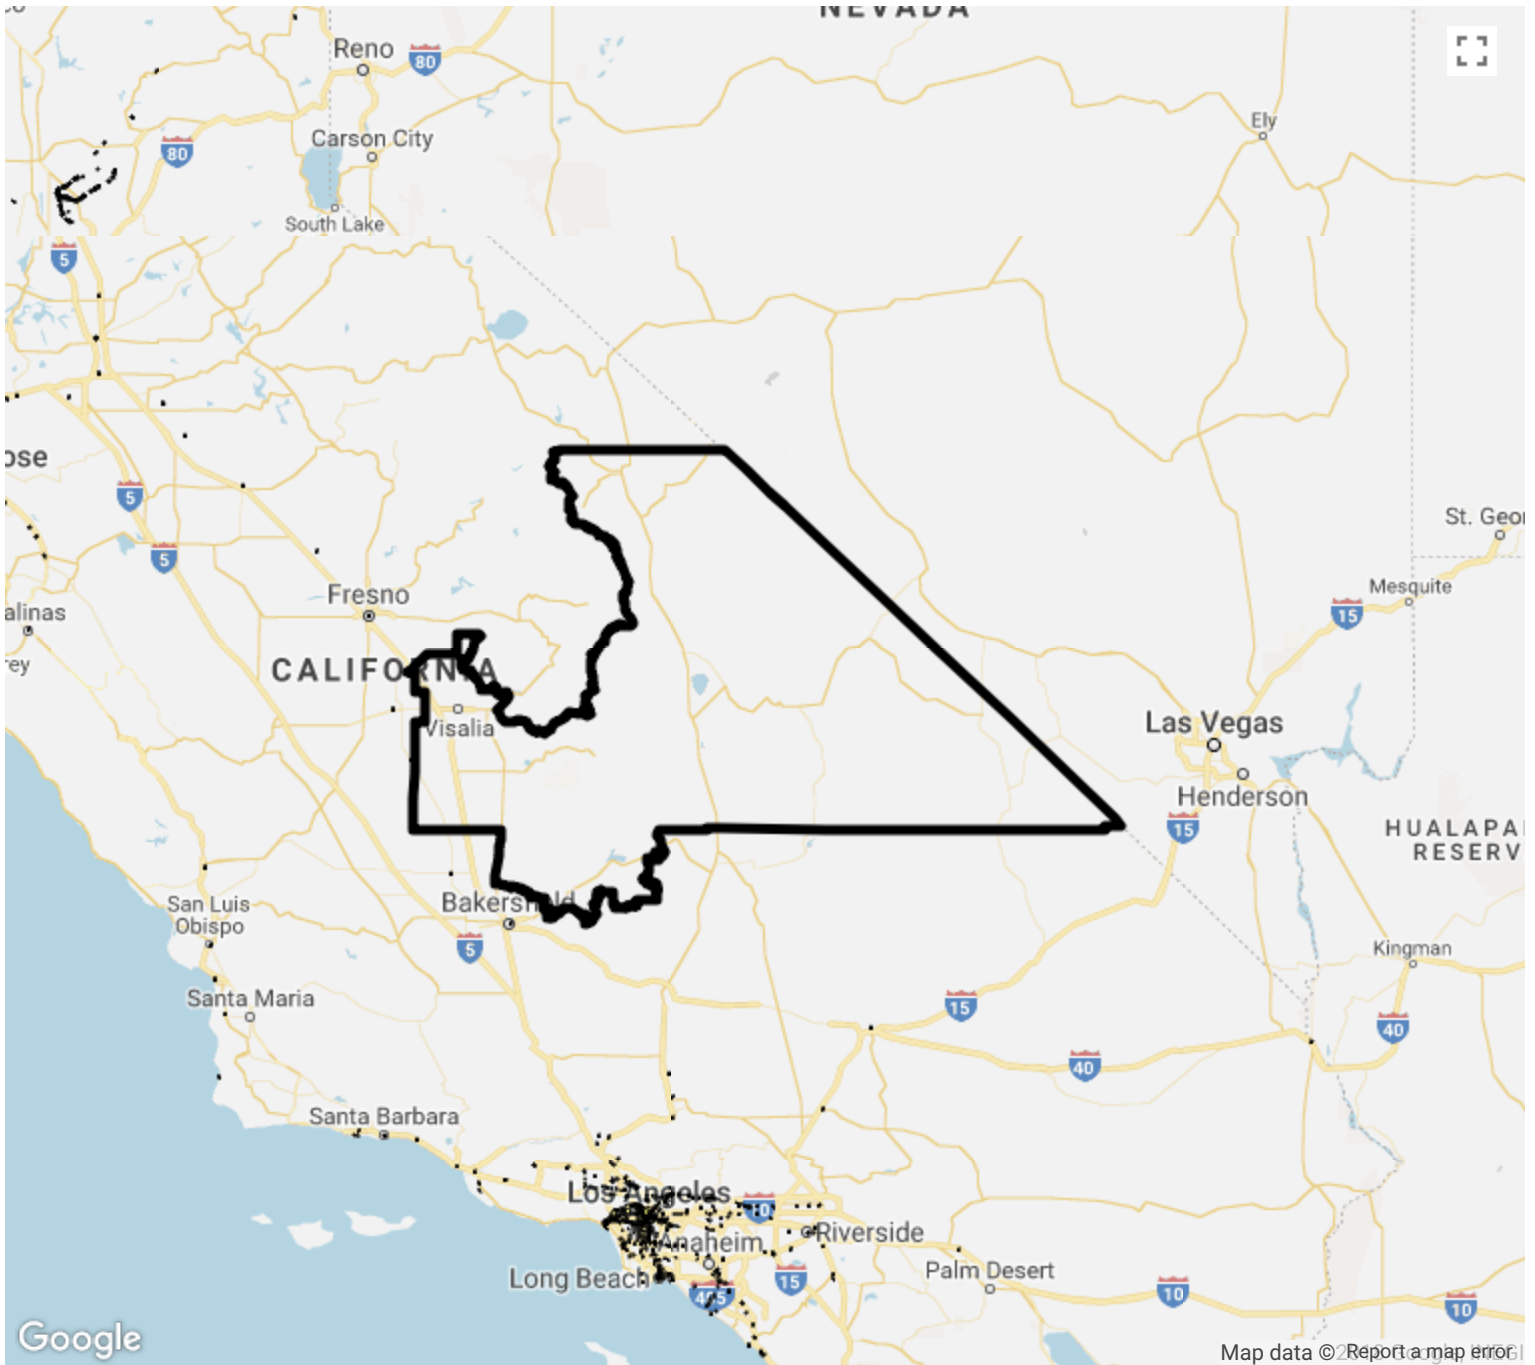 NEVADA
Reno
80
Ely
Carson City
80
South Lake
5
ose
5
St. Geor
5
Mesquite
Fresno
15
alinas
rey
CALIFORNIA
Las Vegas
Visalia
Henderson
15
HUALAPA
RESERV
Bakersfield
San Luis
Obispo
5
Kingman
Santa Maria
15
40
40
Santa Barbara
Los Angeles
10
Riverside
Anaheim
Palm Desert
Long Beach
15
405
10
10
Google
Map data ©
Report a map error